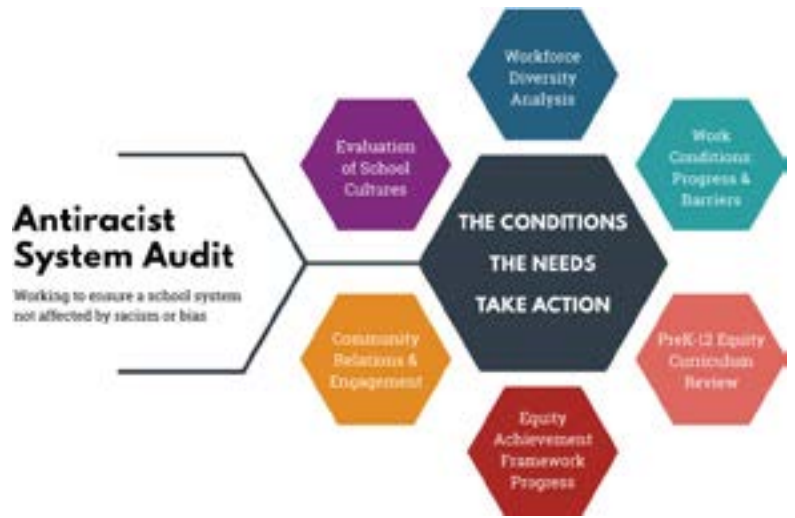 Antiracist
System Audit
Working to ensure a school system
not affected by racism or bias
Workforce
Diversity
Analysis
Evaluation
of School
Cultures
Work
Conditions:
Progress &
Barriers
THE CONDITIONS
THE NEEDS
TAKE ACTION
Community
Relations &
Engagement
PreK-12 Equity
Curriculum
Review
Equity
Achievement
Framework
Progress